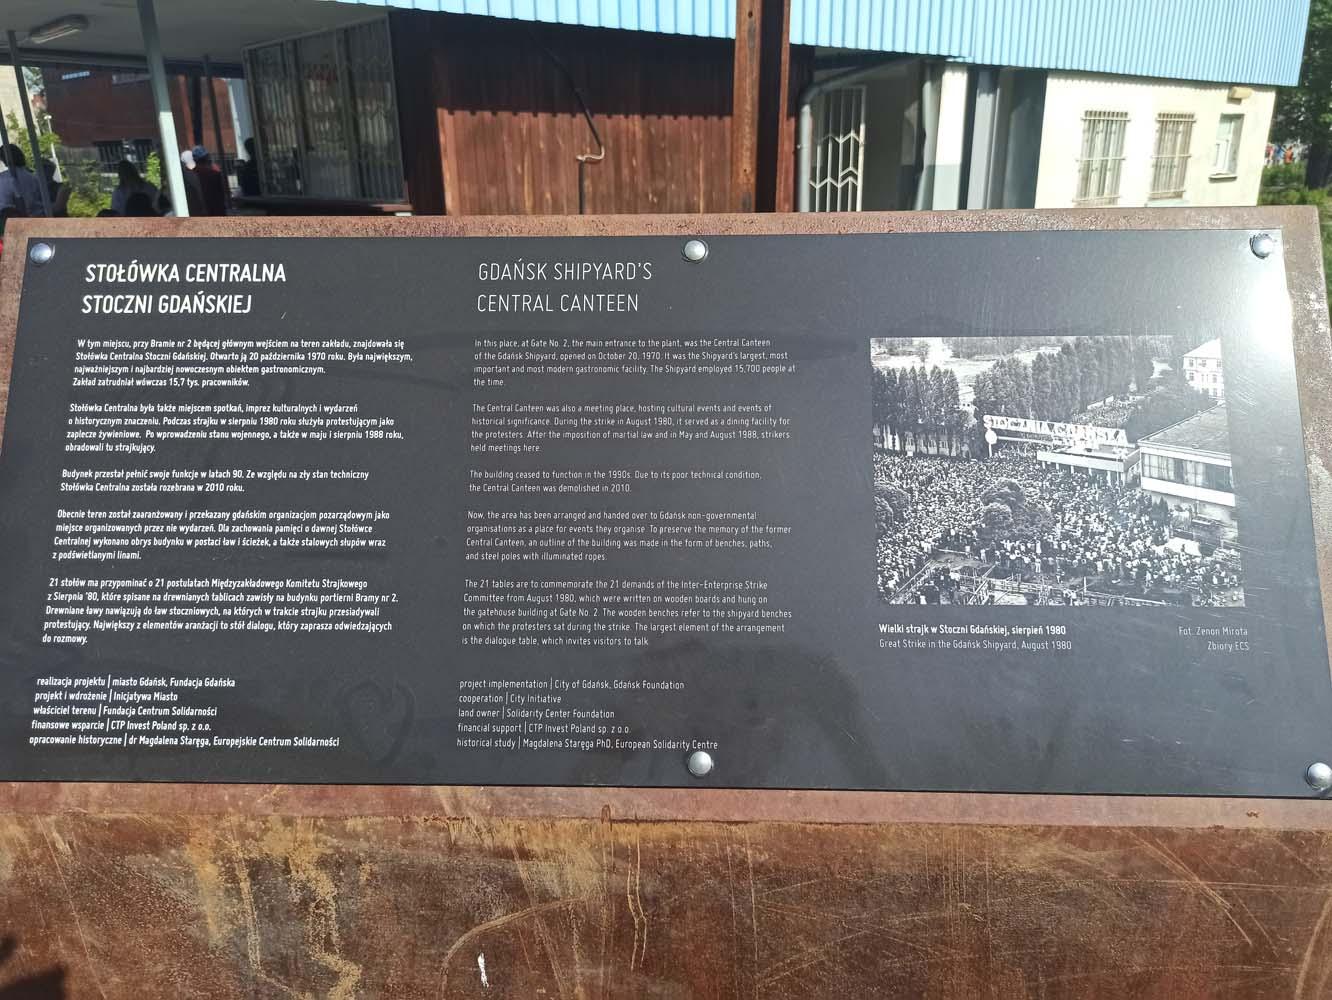 STOŁÓWKA CENTRALNA
STOCZNI GDAŃSKIEJ
W tym miejscu, przy Bramie nr 2 będącej głównym wejściem na teren zakładu, znajdowała się
Stołówka Centralna Stoczni Gdańskiej. Otwarto ją 20 października 1970 roku. Była największym,
najważniejszym i najbardziej nowoczesnym obiektem gastronomicznym.
Zakład zatrudniał wówczas 15,7 tys. pracowników.
Stołówka Centralna była także miejscem spotkań, imprez kulturalnych i wydarzeń
o historycznym znaczeniu. Podczas strajku w sierpniu 1980 roku służyła protestującym jako
zaplecze żywieniowe. Po wprowadzeniu stanu wojennego, a także w maju i sierpniu 1988 roku,
obradowali tu strajkujący.
Budynek przestał pełnić swoje funkcje w latach 90. Ze względu na zły stan techniczny
Stołówka Centralna została rozebrana w 2010 roku.
Obecnie teren został zaaranżowany i przekazany gdańskim organizacjom pozarządowym jako
miejsce organizowanych przez nie wydarzeń. Dla zachowania pamięci o dawnej Stołówce
Centralnej wykonano obrys budynku w postaci ław i ścieżek, a także stalowych słupów wraz
z podświetlanymi linami.
21 stołów ma przypominać o 21 postulatach Międzyzakładowego Komitetu Strajkowego
z Sierpnia '80, które spisane na drewnianych tablicach zawisły na budynku portierni Bramy nr 2.
Drewniane ławy nawiązują do ław stoczniowych, na których w trakcie strajku przesiadywali
protestujący. Największy z elementów aranżacji to stół dialogu, który zaprasza odwiedzających
do rozmowy.
realizacja projektu | miasto Gdańsk, Fundacja Gdańska
projekt i wdrożenie | Inicjatywa Miasto
właściciel terenu | Fundacja Centrum Solidarności
finansowe wsparcie | CTP Invest Poland sp. z o.o.
opracowanie historyczne | dr Magdalena Staręga, Europejskie Centrum Solidarności
GDAŃSK SHIPYARD'S
CENTRAL CANTEEN
In this place, at Gate No. 2, the main entrance to the plant, was the Central Canteen
of the Gdańsk Shipyard, opened on October 20, 1970. It was the Shipyard's largest, most
important and most modern gastronomic facility. The Shipyard employed 15,700 people at
the time.
The Central Canteen was also a meeting place, hosting cultural events and events of
historical significance. During the strike in August 1980, it served as a dining facility for
the protesters. After the imposition of martial law and in May and August 1988, strikers
held meetings here.
The building ceased to function in the 1990s. Due to its poor technical condition,
the Central Canteen was demolished in 2010.
Now, the area has been arranged and handed over to Gdańsk non-governmental
organisations as a place for events they organise. To preserve the memory of the former
Central Canteen, an outline of the building was made in the form of benches, paths,
and steel poles with illuminated ropes.
The 21 tables are to commemorate the 21 demands of the Inter-Enterprise Strike
Committee from August 1980, which were written on wooden boards and hung on
the gatehouse building at Gate No. 2. The wooden benches refer to the shipyard benches
on which the protesters sat during the strike. The largest element of the arrangement
is the dialogue table, which invites visitors to talk.
project implementation | City of Gdańsk, Gdańsk Foundation
cooperation | City Initiative
land owner | Solidarity Center Foundation
financial support | CTP Invest Poland sp. z o.o.
historical study | Magdalena Staręga PhD, European Solidarity Centre
STOCZNIA GDAŃSKA
Wielki strajk w Stoczni Gdańskiej, sierpień 1980
Great Strike in the Gdańsk Shipyard, August 1980
Fot. Zenon Mirota
Zbiory ECS